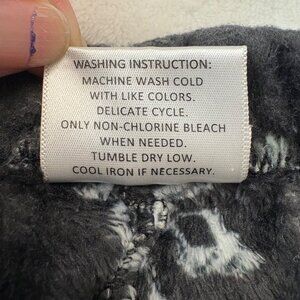 WASHING INSTRUCTION:
MACHINE WASH COLD
WITH LIKE COLORS.
DELICATE CYCLE.
ONLY NON-CHLORINE BLEACH
WHEN NEEDED.
TUMBLE DRY LOW.
COOL IRON IF NECESSARY.